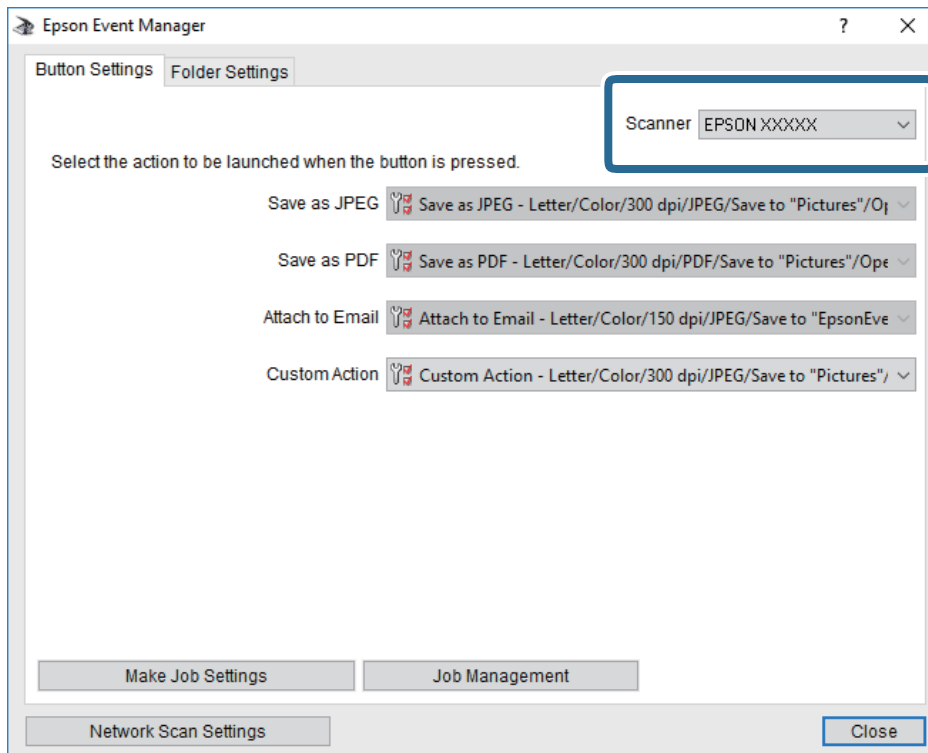 Epson Event Manager ?
Button Settings Folder Settings
Scanner EPSON XXXXX
Select the action to be launched when the button is pressed.
Save as JPEG Save as JPEG - Letter/Color/300 dpi/JPEG/Save to "Pictures"/Op
Save as PDF Save as PDF - Letter/Color/300 dpi/PDF/Save to "Pictures"/Ope
Attach to Email Attach to Email - Letter/Color/150 dpi/JPEG/Save to "EpsonEve
Custom Action Custom Action - Letter/Color/300 dpi/JPEG/Save to "Pictures"/
Make Job Settings Job Management
Network Scan Settings Close